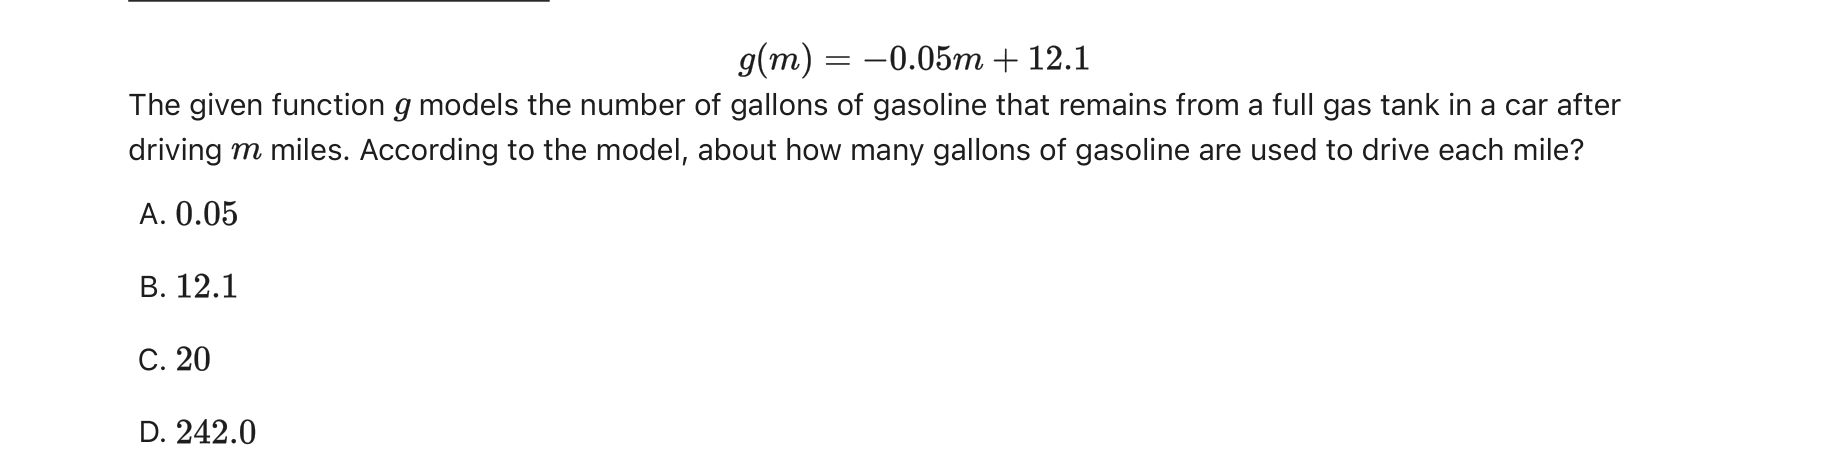 g(m) = −0.05m + 12.1
The given function g models the number of gallons of gasoline that remains from a full gas tank in a car after
driving m miles. According to the model, about how many gallons of gasoline are used to drive each mile?
A. 0.05
B. 12.1
C. 20
D. 242.0